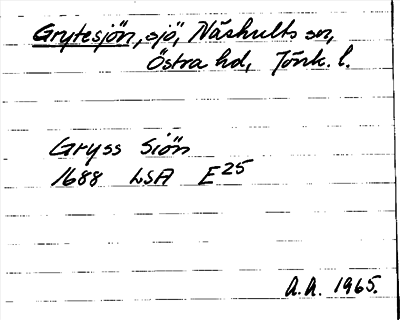 Grytesjön, sjö, Näshults sn,
Östra hd, Jönk. l.
Gryss Siön
1688 LSA E25
A.A. 1965.